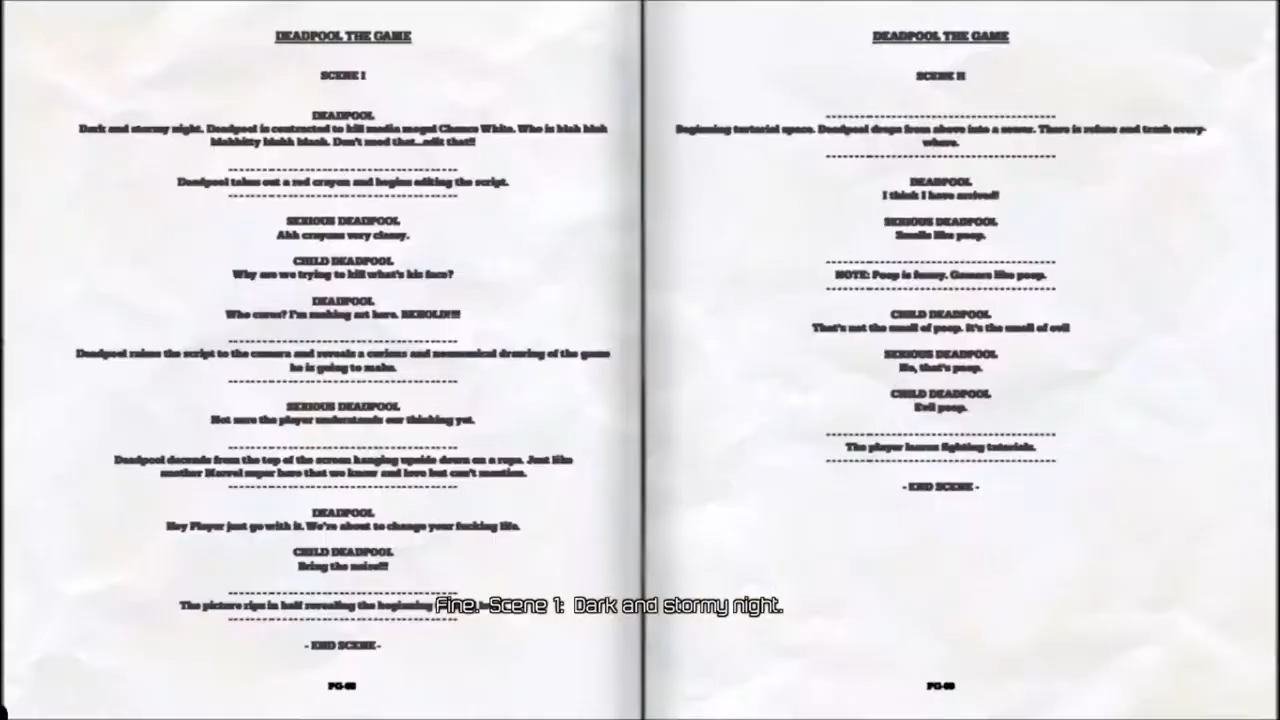 DEADPOOL THE GAME
SCENE I
DEADPOOL
Dark and stormy night. Deadpool is contracted to kill media mogul Chance White. Who is blah blah
blahbitty blahh blaah. Don't need that...edit that!!
Deadpool takes out a red crayon and begins editing the script.
SERIOUS DEADPOOL
Ahh crayons very classy.
CHILD DEADPOOL
Why are we trying to kill what's his face?
DEADPOOL
Who cares? I'm making art here. BEHOLD!!!!
Deadpool raises the script to the camera and reveals a curious and nonsensical drawing of the game
he is going to make.
SERIOUS DEADPOOL
Not sure the player understands our thinking yet.
Deadpool decends from the top of the screen hanging upside down on a rope. Just like
another Marvel super hero that we know and love but can't mention.
DEADPOOL
Hey Player just go with it. We're about to change your fucking life.
CHILD DEADPOOL
Bring the noise!!!
The picture rips in half revealing the beginning
- END SCENE -
DEADPOOL THE GAME
SCENE II
Beginning tutorial space. Deadpool drops from above into a sewer. There is refuse and trash every-
where.
DEADPOOL
I think I have arrived!
SERIOUS DEADPOOL
Smells like poop.
NOTE: Poop is funny. Gamers like poop.
CHILD DEADPOOL
That's not the smell of poop. It's the smell of evil
SERIOUS DEADPOOL
No, that's poop.
CHILD DEADPOOL
Evil poop.
The player learns fighting tutorials.
- END SCENE -
Fine. Scene 1: Dark and stormy night.